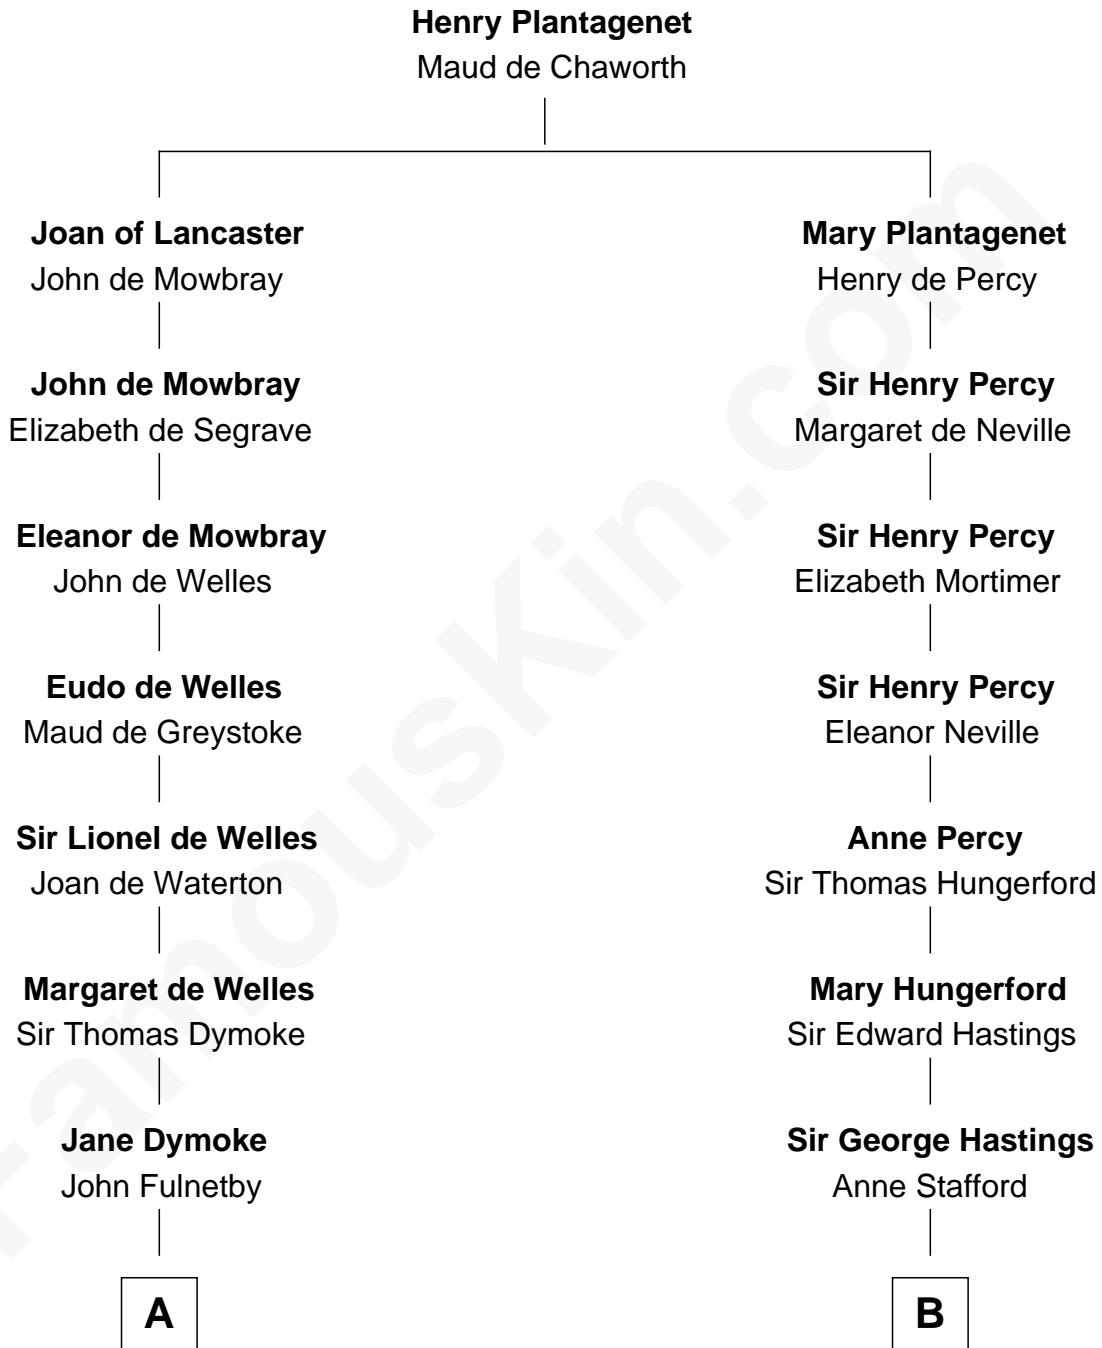 Henry Plantagenet
Maud de Chaworth
Joan of Lancaster
John de Mowbray
Mary Plantagenet
Henry de Percy
John de Mowbray
Elizabeth de Segrave
Sir Henry Percy
Margaret de Neville
Eleanor de Mowbray
John de Welles
Sir Henry Percy
Elizabeth Mortimer
Eudo de Welles
Maud de Greystoke
Sir Henry Percy
Eleanor Neville
Sir Lionel de Welles
Joan de Waterton
Anne Percy
Sir Thomas Hungerford
Margaret de Welles
Sir Thomas Dymoke
Mary Hungerford
Sir Edward Hastings
Jane Dymoke
John Fulnetby
Sir George Hastings
Anne Stafford
A
B
FamousKin.com